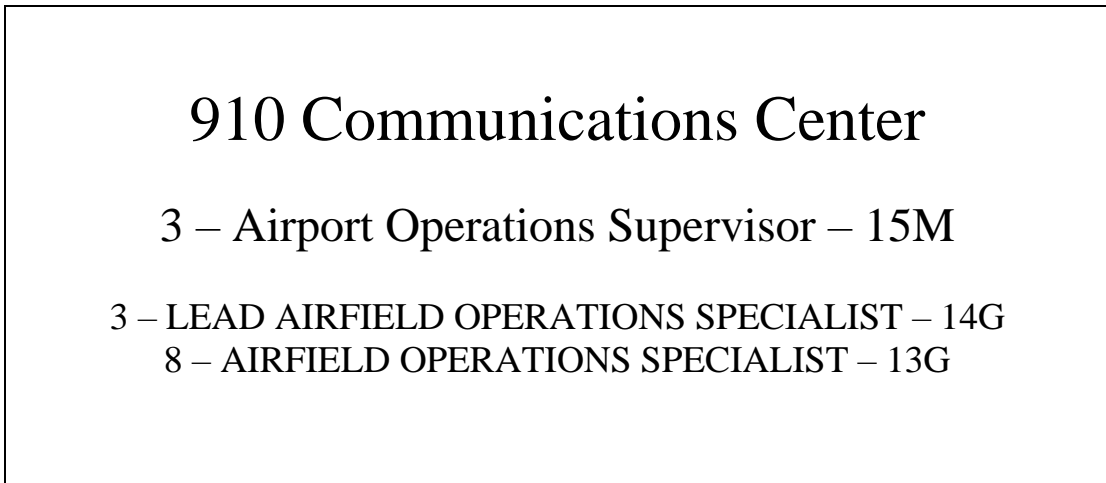 910 Communications Center
3 – Airport Operations Supervisor – 15M
3 – LEAD AIRFIELD OPERATIONS SPECIALIST – 14G
8 – AIRFIELD OPERATIONS SPECIALIST – 13G